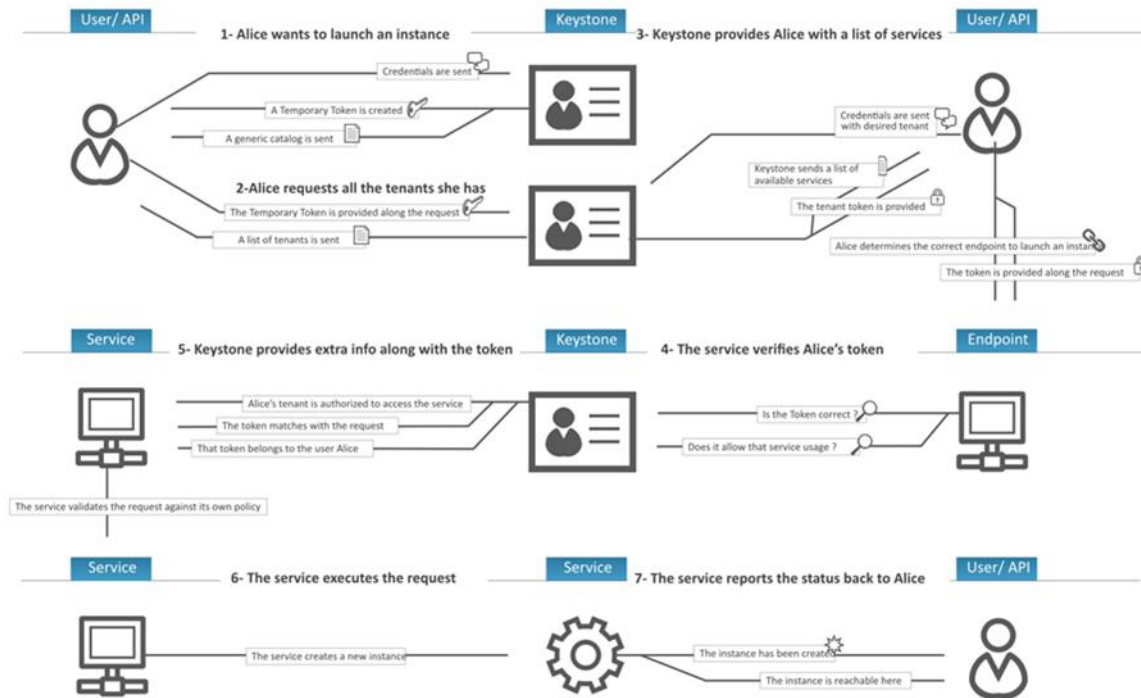 User/ API
Keystone
User/ API
1- Alice wants to launch an instance
3- Keystone provides Alice with a list of services
Credentials are sent
A Temporary Token is created
A generic catalog is sent
Credentials are sent
with desired tenant
Keystone sends a list of
available services
2-Alice requests all the tenants she has
The Temporary Token is provided along the request
The tenant token is provided
A list of tenants is sent
Alice determines the correct endpoint to launch an instan
The token is provided along the request
Service
Keystone
Endpoint
5- Keystone provides extra info along with the token
4- The service verifies Alice's token
Alice's tenant is authorized to access the service
The token matches with the request
That token belongs to the user Alice
Is the Token correct ?
Does it allow that service usage ?
The service validates the request against its own policy
Service
Service
User/ API
6- The service executes the request
7- The service reports the status back to Alice
The service creates a new instance
The instance has been created
The instance is reachable here